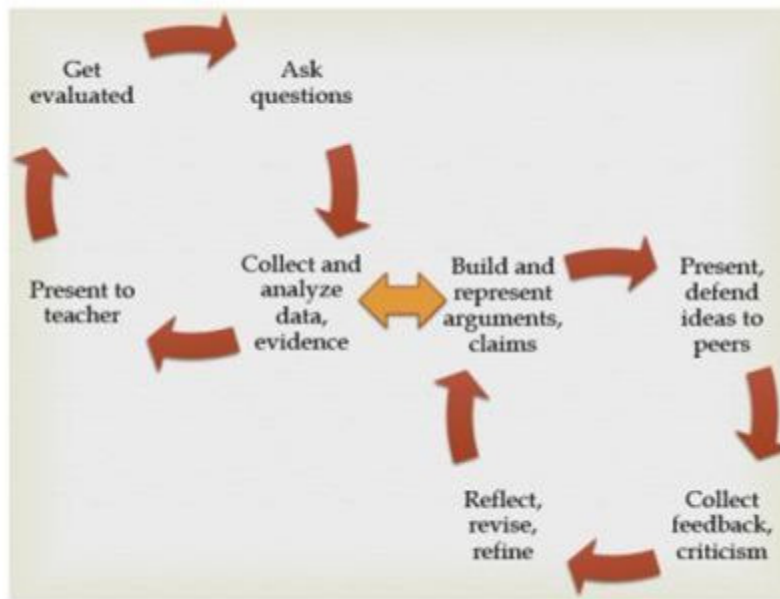 Get
evaluated
Ask
questions
Present to
teacher
Collect and
analyze
data,
evidence
Build and
represent
arguments,
claims
Present,
defend
ideas to
peers
Reflect,
revise,
refine
Collect
feedback,
criticism